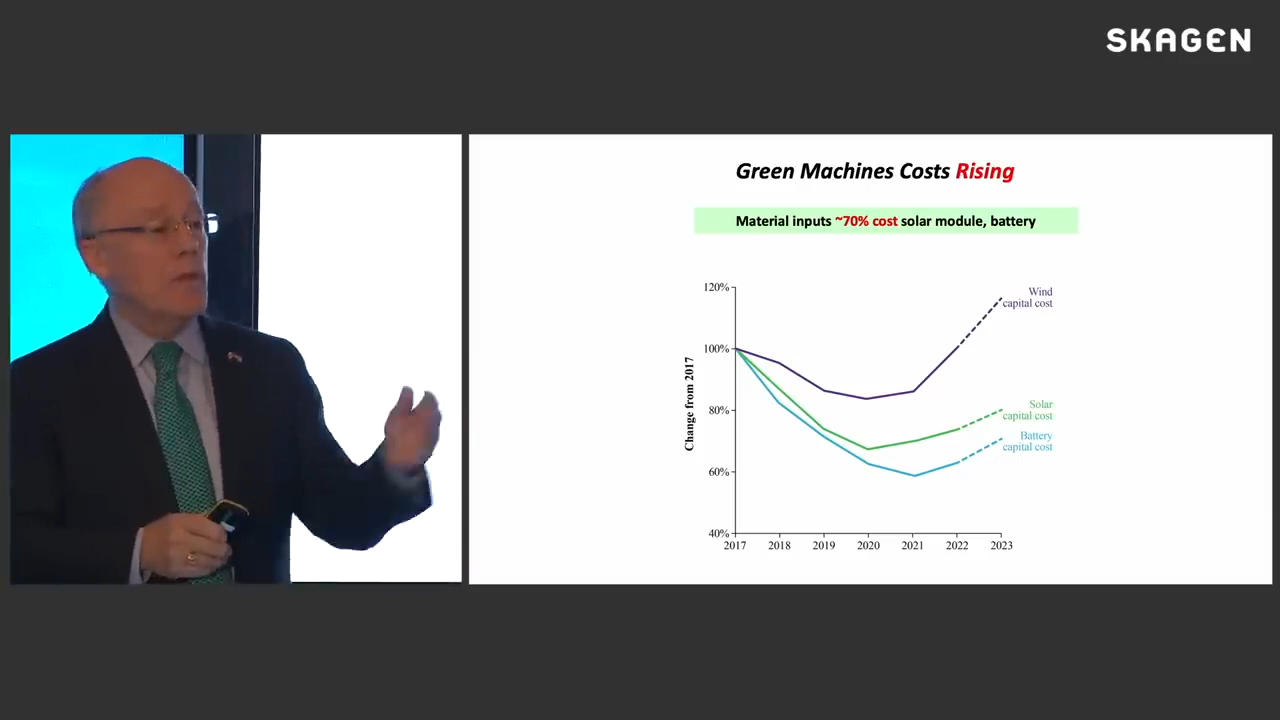 SKAGEN
Green Machines Costs Rising
Material inputs ~70% cost solar module, battery
120%
100%
80%
60%
40%
Change from 2017
Wind
capital cost
Solar
capital cost
Battery
capital cost
2017 2018 2019 2020 2021 2022 2023